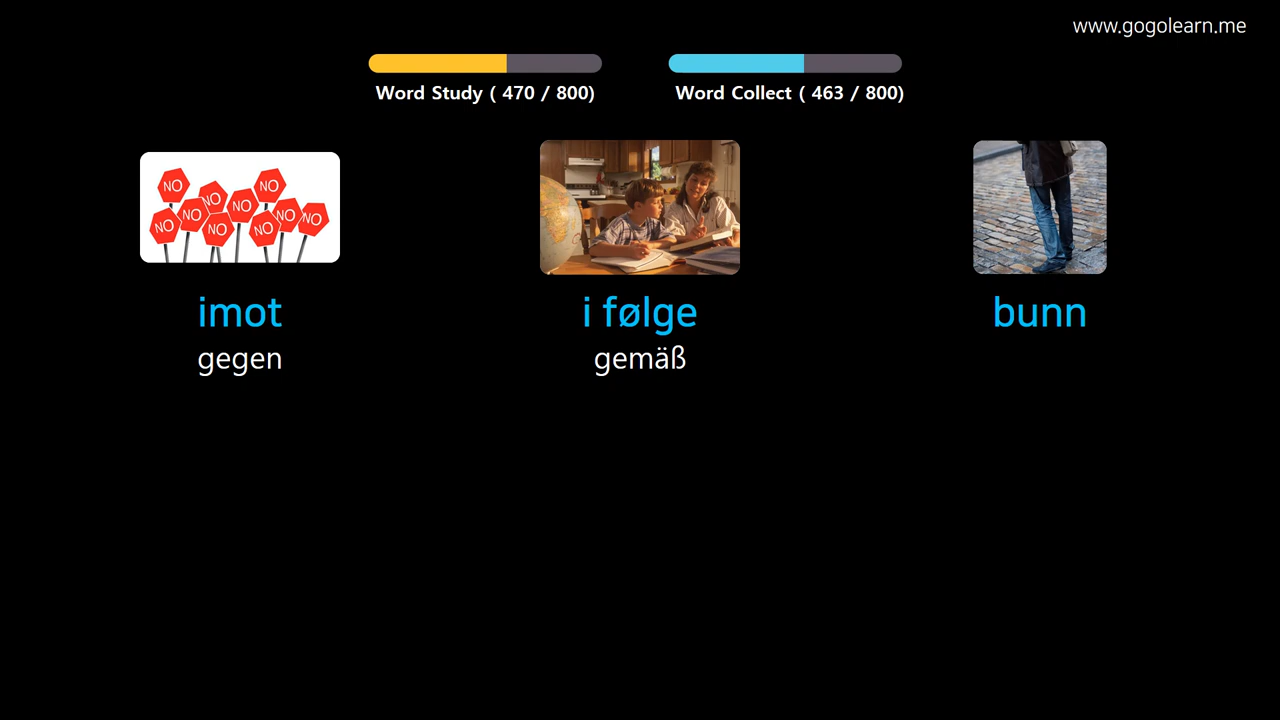 www.gogolearn.me
Word Study ( 470 / 800)
Word Collect ( 463 / 800)
NO
NO
NO
NO
NO
NO
NO
NO
NO
NO
imot
i følge
bunn
gegen
gemäß